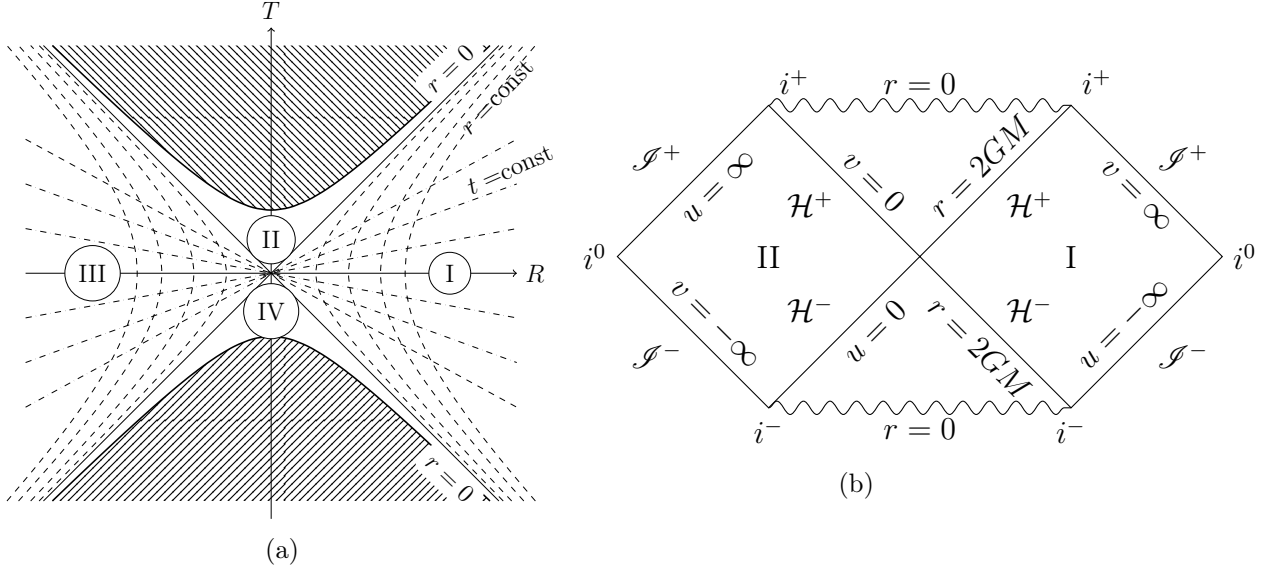 T
r = 0
r =const
t =const
II
III
I
R
IV
r = 0
(a)
i⁺
r = 0
i⁺
ℐ⁺
u = ∞
v = 0
r = 2GM
v = ∞
ℐ⁺
ℋ⁺
ℋ⁺
i⁰
II
I
i⁰
ℋ⁻
ℋ⁻
ℐ⁻
v = −∞
u = 0
r = 2GM
u = −∞
ℐ⁻
i⁻
r = 0
i⁻
(b)